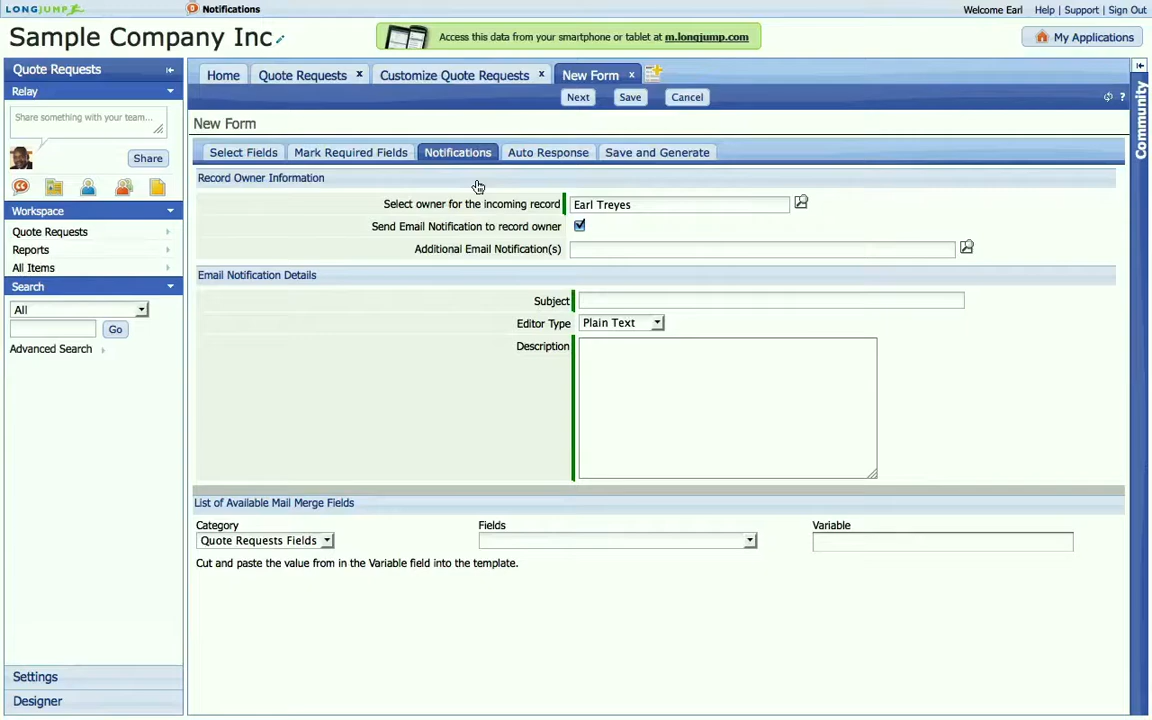 LONGJUMP
Notifications
Welcome Earl
Help | Support | Sign Out
Sample Company Inc
Access this data from your smartphone or tablet at m.longjump.com
My Applications
Quote Requests
Home
Quote Requests x
Customize Quote Requests x
New Form x
Relay
Next
Save
Cancel
?
Share something with your team...
New Form
Share
Select Fields
Mark Required Fields
Notifications
Auto Response
Save and Generate
Record Owner Information
Select owner for the incoming record
Earl Treyes
Workspace
Send Email Notification to record owner
Quote Requests
Additional Email Notification(s)
Reports
All Items
Email Notification Details
Search
Subject
All
Editor Type
Plain Text
Go
Description
Advanced Search
List of Available Mail Merge Fields
Category
Fields
Variable
Quote Requests Fields
Cut and paste the value from in the Variable field into the template.
Settings
Designer
Community